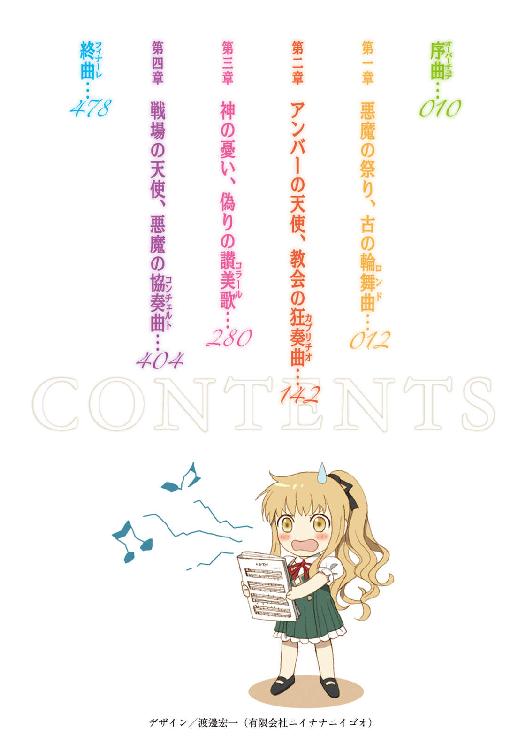 序曲…010
オーバーチュア
第一章 悪魔の祭り、古の輪舞曲…012
ロンド
第二章 アンバーの天使、教会の狂奏曲…142
カプリチオ
第三章 神の憂い、偽りの讃美歌…280
コラール
第四章 戦場の天使、悪魔の協奏曲…404
コンチェルト
終曲…478
フィナーレ
CONTENTS
デザイン／渡邊宏一（有限会社ニイナナニイゴオ）